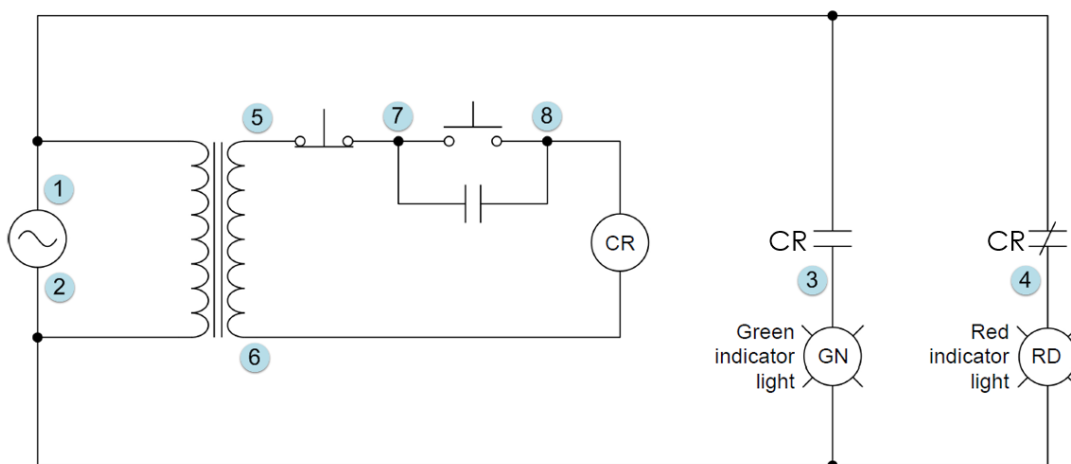 5
7
8
1
2
6
CR
CR
3
CR
4
Green
indicator
light
GN
Red
indicator
light
RD